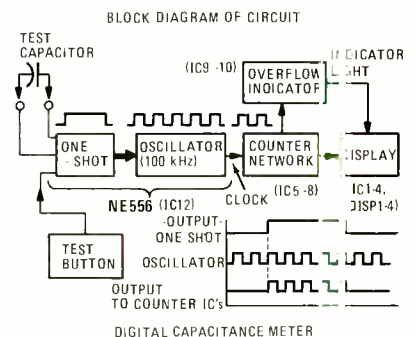 BLOCK DIAGRAM OF CIRCUIT
TEST
CAPACITOR
(IC9 -10)
OVERFLOW
INDICATOR
INDICATOR
LIGHT
ONE
-SHOT
OSCILLATOR
(100 kHz)
COUNTER
NETWORK
DISPLAY
CLOCK
NE556 (IC12)
(IC5-8)
(IC1-4,
DISP1-4)
TEST
BUTTON
-OUTPUT-
ONE SHOT
OSCILLATOR
OUTPUT
TO COUNTER IC's
DIGITAL CAPACITANCE METER